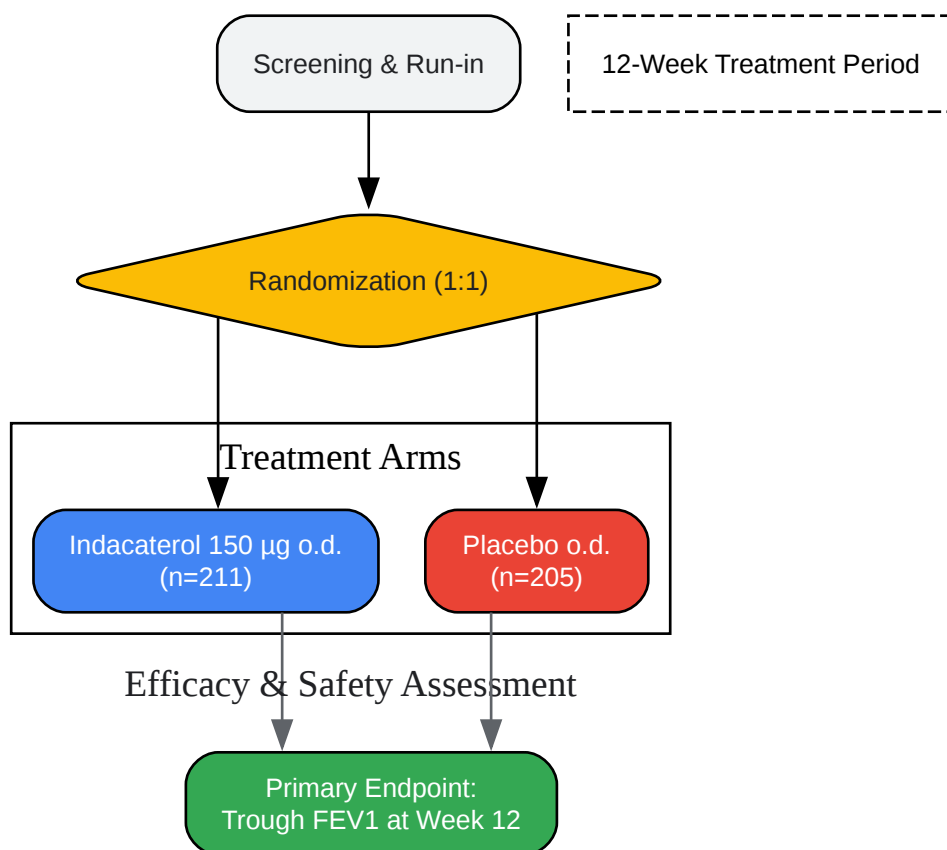 Screening & Run-in
12-Week Treatment Period
Randomization (1:1)
Treatment Arms
Indacaterol 150 µg o.d.
(n=211)
Placebo o.d.
(n=205)
Efficacy & Safety Assessment
Primary Endpoint:
Trough FEV1 at Week 12